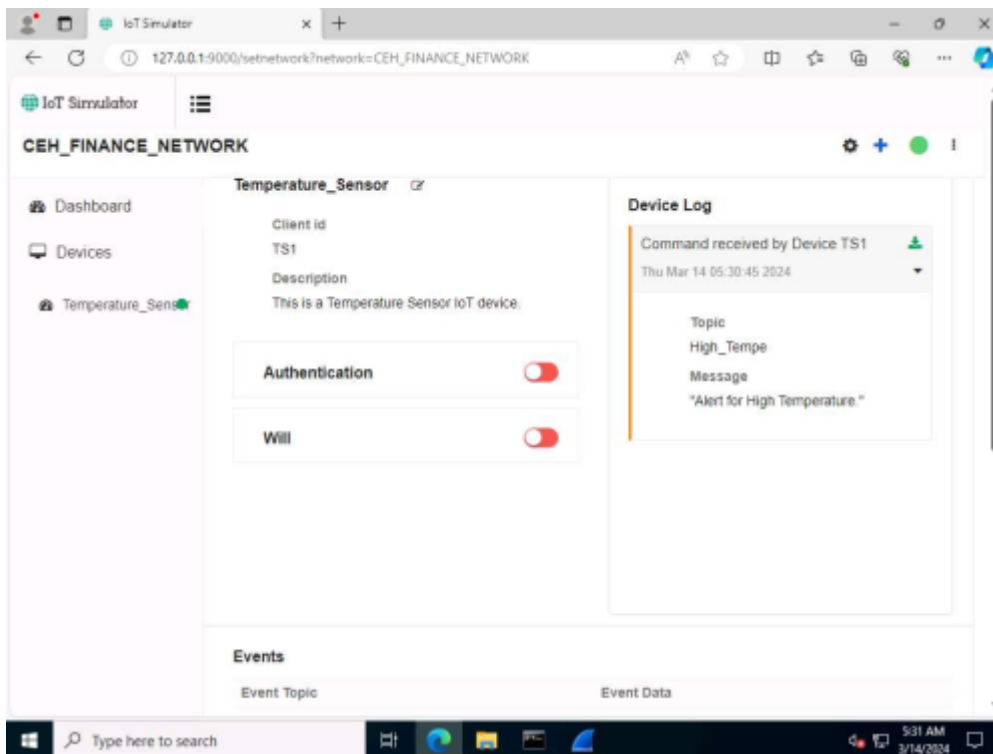 IoT Simulator
127.0.0.1:9000/setnetwork?network=CEH_FINANCE_NETWORK
IoT Simulator
CEH_FINANCE_NETWORK
Dashboard
Devices
Temperature_Sensor
Temperature_Sensor
Client id
TS1
Description
This is a Temperature Sensor IoT device.
Authentication
Will
Device Log
Command received by Device TS1
Thu Mar 14 05:30:45 2024
Topic
High_Tempe
Message
"Alert for High Temperature."
Events
Event Topic Event Data
Type here to search
5:31 AM
3/14/2024